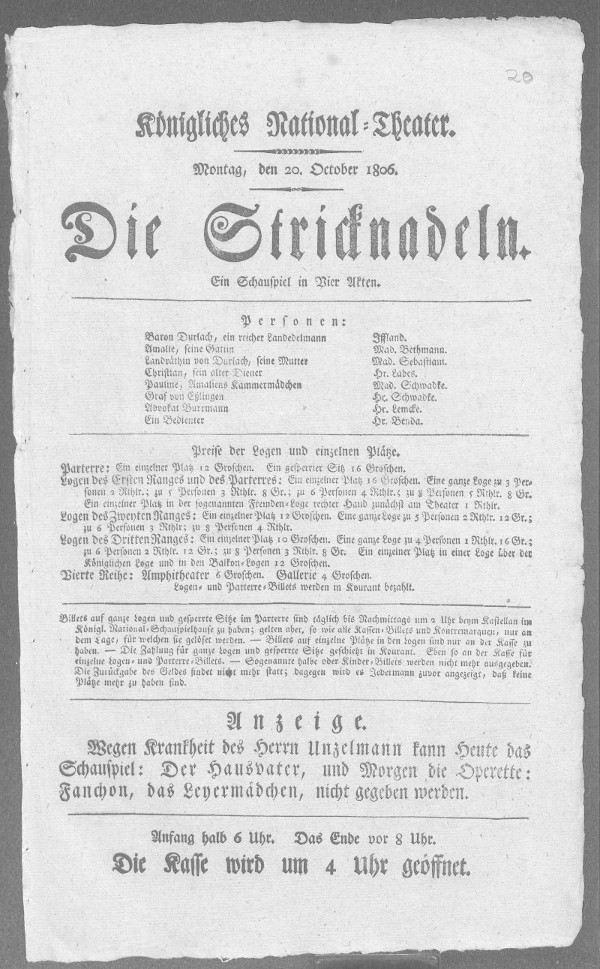 20
Königliches National-Theater.
Montag, den 20. October 1806.
Die Stricknadeln.
Ein Schauspiel in Vier Akten.
Personen:
Baron Durlach, ein reicher Landedelmann Iffland.
Amalie, seine Gattin Mad. Bethmann.
Landräthin von Durlach, seine Mutter Mad. Sebastiani.
Christian, sein alter Diener Hr. Labes.
Pauline, Amaliens Kammermädchen Mad. Schwadke.
Graf von Eßlingen Hr. Schwadke.
Advokat Burrmann Hr. Lemcke.
Ein Bedienter Hr. Benda.
Preise der Logen und einzelnen Plätze.
Parterre: Ein einzelner Platz 12 Groschen. Ein gesperrter Sitz 16 Groschen.
Logen des Ersten Ranges und des Parterres: Ein einzelner Platz 16 Groschen. Eine ganze Loge zu 3 Per-
sonen 2 Rthlr.; zu 5 Personen 3 Rthlr. 8 Gr.; zu 6 Personen 4 Rthlr.; zu 8 Personen 5 Rthlr. 8 Gr.
Ein einzelner Platz in der sogenannten Fremden-Loge rechter Hand zunächst am Theater 1 Rthlr.
Logen des Zweyten Ranges: Ein einzelner Platz 12 Groschen. Eine ganze Loge zu 5 Personen 2 Rthlr. 12 Gr.;
zu 6 Personen 3 Rthlr.; zu 8 Personen 4 Rthlr.
Logen des Dritten Ranges: Ein einzelner Platz 10 Groschen. Eine ganze Loge zu 4 Personen 1 Rthlr. 16 Gr.;
zu 6 Personen 2 Rthlr. 12 Gr.; zu 8 Personen 3 Rthlr. 8 Gr. Ein einzelner Platz in einer Loge über der
Königlichen Loge und in den Balkon-Logen 12 Groschen.
Vierte Reihe: Amphitheater 6 Groschen. Gallerie 4 Groschen.
Logen- und Parterre-Billets werden in Kourant bezahlt.
Billets auf ganze Logen und gesperrte Sitze im Parterre sind täglich bis Nachmittags um 2 Uhr beym Kastellan im
Königl. National-Schauspielhause zu haben; gelten aber, so wie alle Kassen-Billets und Kontremarquen, nur an
dem Tage, für welchen sie gelöset werden. — Billets auf einzelne Plätze in den Logen sind nur an der Kasse zu
haben. — Die Zahlung für ganze Logen und gesperrte Sitze geschieht in Kourant. Eben so an der Kasse für
einzelne Logen- und Parterre-Billets. — Sogenannte halbe oder Kinder-Billets werden nicht mehr ausgegeben.
Die Zurückgabe des Geldes findet nicht mehr statt; dagegen wird es Jedermann zuvor angezeigt, daß keine
Plätze mehr zu haben sind.
Anzeige.
Wegen Krankheit des Herrn Unzelmann kann Heute das
Schauspiel: Der Hausvater, und Morgen die Operette:
Fanchon, das Leyermädchen, nicht gegeben werden.
Anfang halb 6 Uhr. Das Ende vor 8 Uhr.
Die Kasse wird um 4 Uhr geöffnet.